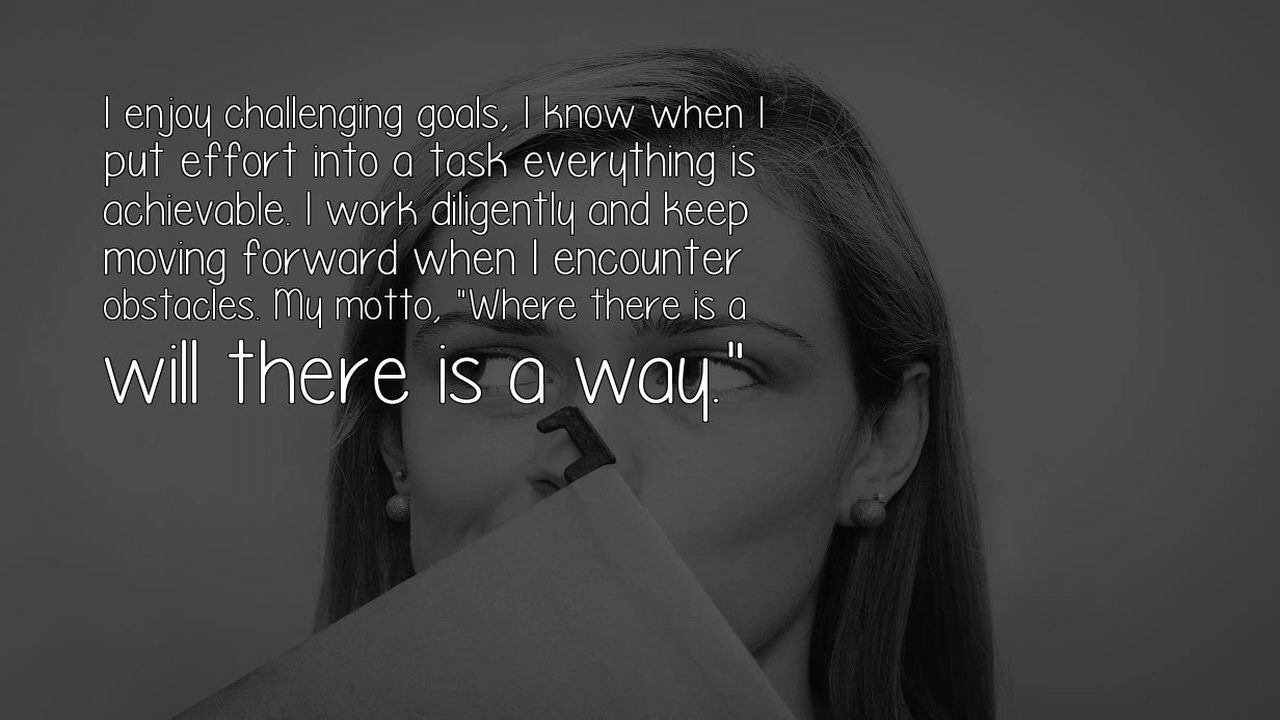 I enjoy challenging goals, I know when I
put effort into a task everything is
achievable. I work diligently and keep
moving forward when I encounter
obstacles. My motto, "Where there is a
will there is a way."